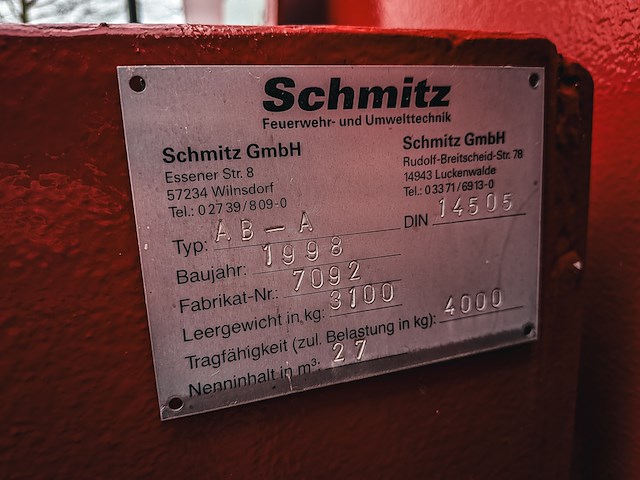 Schmitz
Feuerwehr- und Umwelttechnik
Schmitz GmbH
Essener Str. 8
57234 Wilnsdorf
Tel.: 02739/809-0
Schmitz GmbH
Rudolf-Breitscheid-Str. 78
14943 Luckenwalde
Tel.: 03371/6913-0
Typ: AB-A DIN 14505
Baujahr: 1998
Fabrikat-Nr.: 7092
Leergewicht in kg: 3100
Tragfähigkeit (zul. Belastung in kg): 4000
Nenninhalt in m³: 27